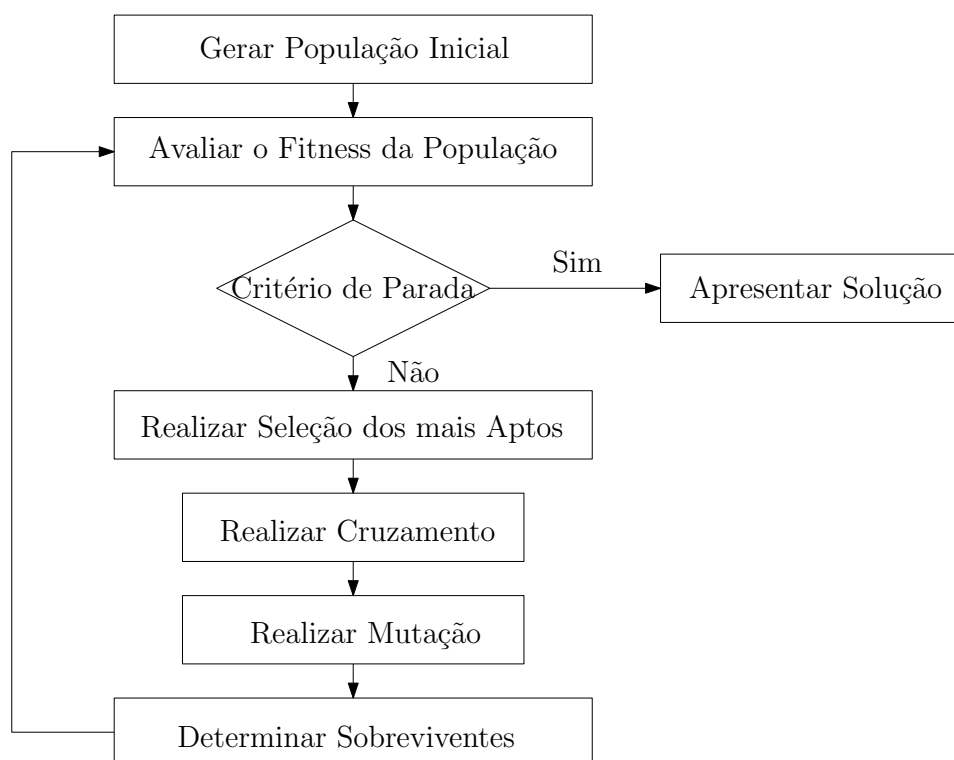 Gerar População Inicial
Avaliar o Fitness da População
Critério de Parada
Sim
Apresentar Solução
Não
Realizar Seleção dos mais Aptos
Realizar Cruzamento
Realizar Mutação
Determinar Sobreviventes